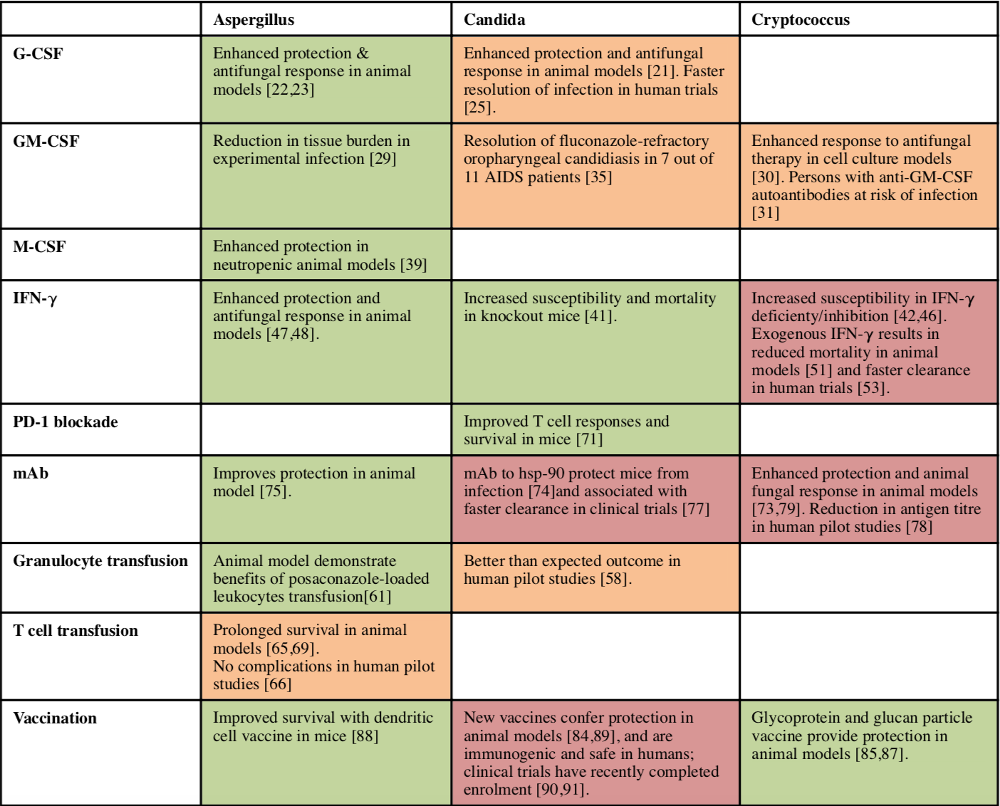 Aspergillus
Candida
Cryptococcus
G-CSF
Enhanced protection &
antifungal response in animal
models [22,23]
Enhanced protection and antifungal
response in animal models [21]. Faster
resolution of infection in human trials
[25].
GM-CSF
Reduction in tissue burden in
experimental infection [29]
Resolution of fluconazole-refractory
oropharyngeal candidiasis in 7 out of
11 AIDS patients [35]
Enhanced response to antifungal
therapy in cell culture models
[30]. Persons with anti-GM-CSF
autoantibodies at risk of infection
[31]
M-CSF
Enhanced protection in
neutropenic animal models [39]
IFN-γ
Enhanced protection and
antifungal response in animal
models [47,48].
Increased susceptibility and mortality
in knockout mice [41].
Increased susceptibility in IFN-γ
deficienty/inhibition [42,46].
Exogenous IFN-γ results in
reduced mortality in animal
models [51] and faster clearance
in human trials [53].
PD-1 blockade
Improved T cell responses and
survival in mice [71]
mAb
Improves protection in animal
model [75].
mAb to hsp-90 protect mice from
infection [74]and associated with
faster clearance in clinical trials [77]
Enhanced protection and animal
fungal response in animal models
[73,79]. Reduction in antigen titre
in human pilot studies [78]
Granulocyte transfusion
Animal model demonstrate
benefits of posaconazole-loaded
leukocytes transfusion[61]
Better than expected outcome in
human pilot studies [58].
T cell transfusion
Prolonged survival in animal
models [65,69].
No complications in human pilot
studies [66]
Vaccination
Improved survival with dendritic
cell vaccine in mice [88]
New vaccines confer protection in
animal models [84,89], and are
immunogenic and safe in humans;
clinical trials have recently completed
enrolment [90,91].
Glycoprotein and glucan particle
vaccine provide protection in
animal models [85,87].